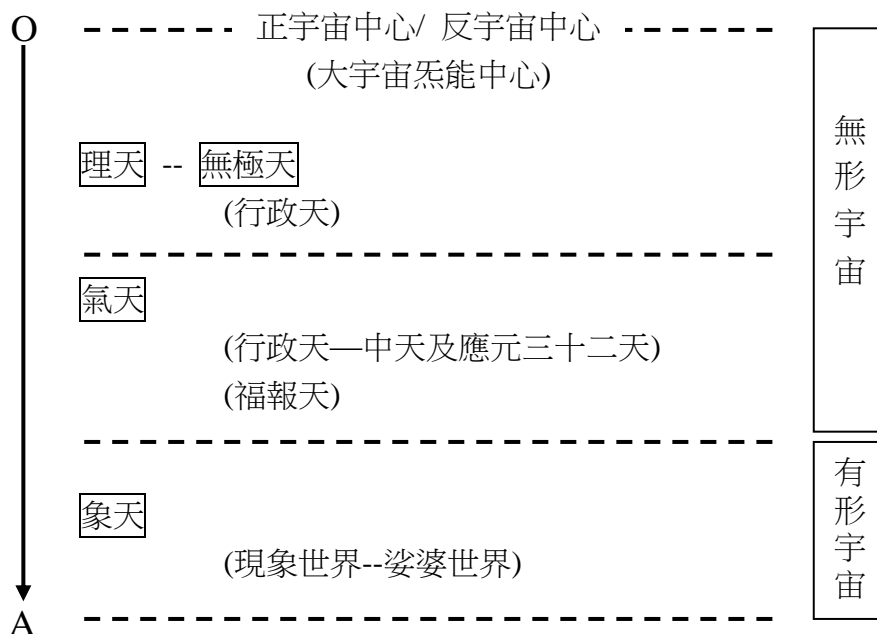 O
正宇宙中心/ 反宇宙中心
(大宇宙炁能中心)
理天 -- 無極天
(行政天)
氣天
(行政天—中天及應元三十二天)
(福報天)
象天
(現象世界--娑婆世界)
A
無形宇宙
有形宇宙